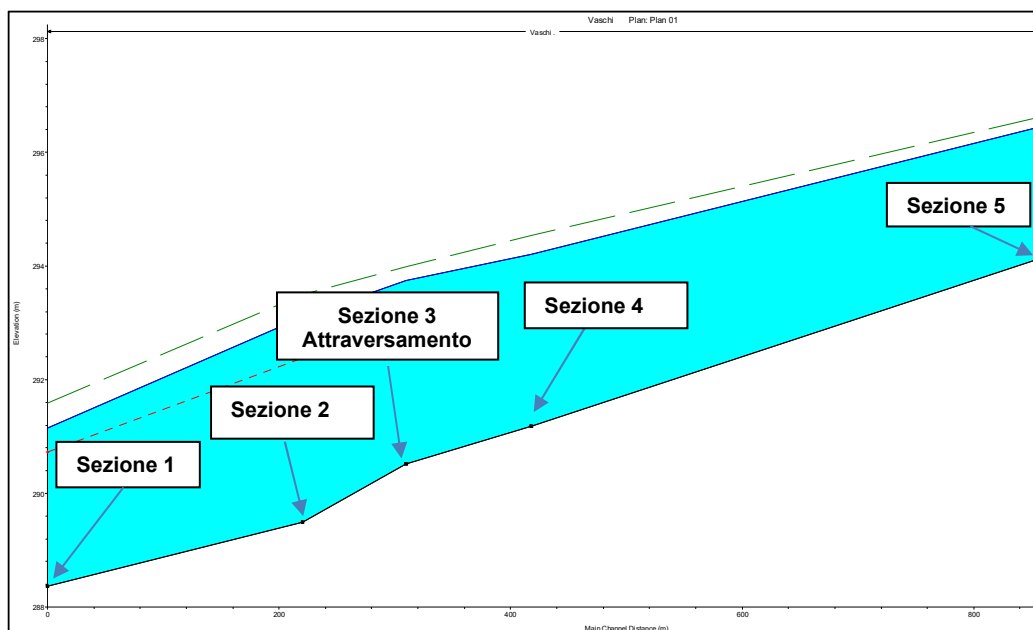 Vaschi Plan: Plan 01
Vaschi .
298
296
294
292
290
288
Elevation (m)
Sezione 5
Sezione 3
Attraversamento
Sezione 4
Sezione 2
Sezione 1
0
200
400
600
800
Main Channel Distance (m)